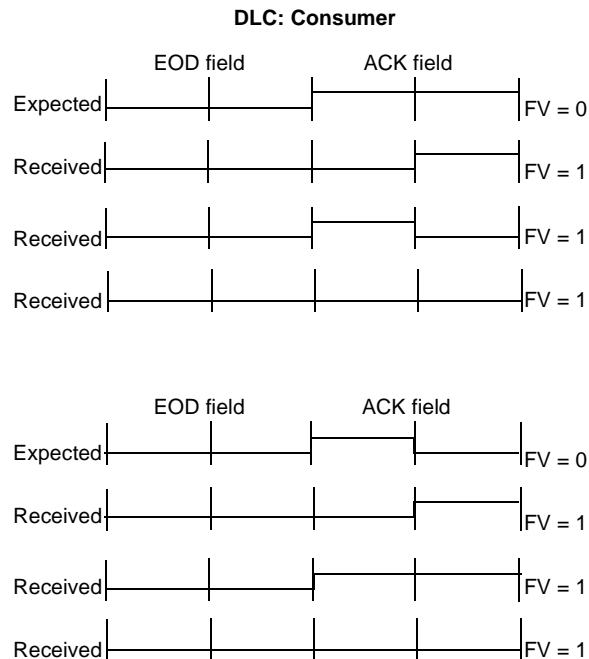 DLC: Consumer
EOD field ACK field
Expected FV = 0
Received FV = 1
Received FV = 1
Received FV = 1
EOD field ACK field
Expected FV = 0
Received FV = 1
Received FV = 1
Received FV = 1